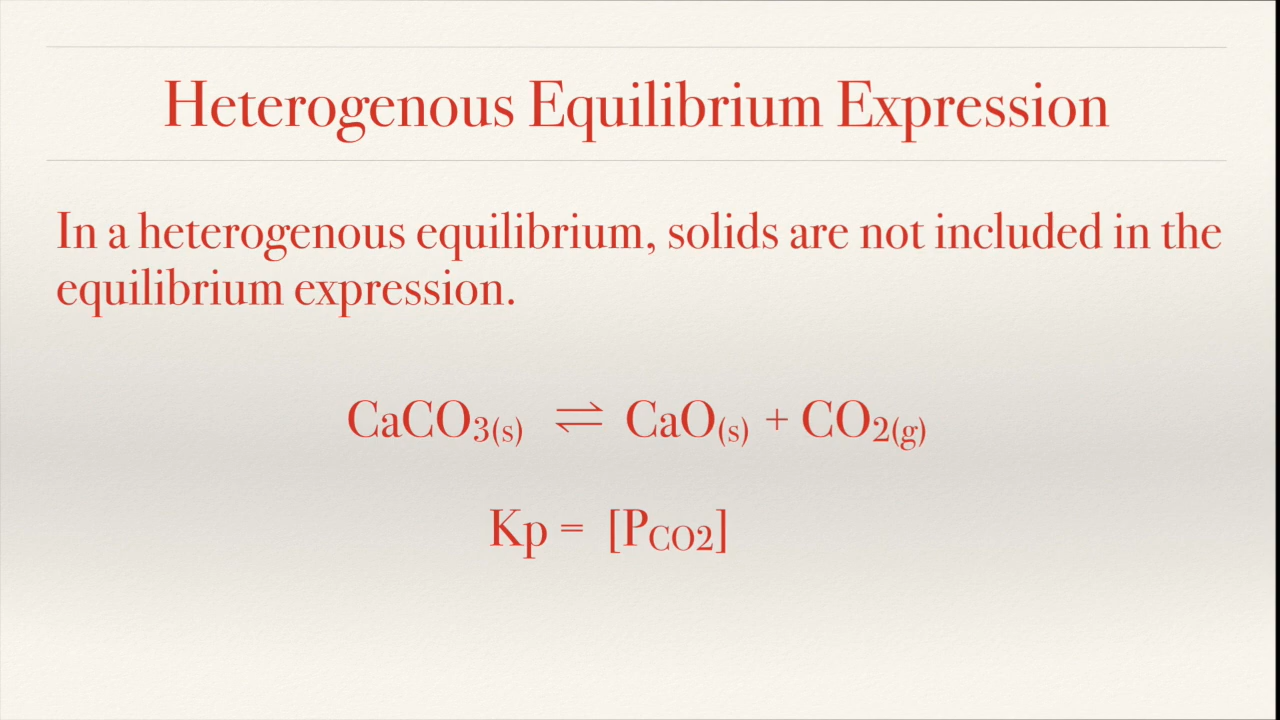 Heterogenous Equilibrium Expression
In a heterogenous equilibrium, solids are not included in the
equilibrium expression.
CaCO₃(s) ⇌ CaO(s) + CO₂(g)
Kp = [PCO2]